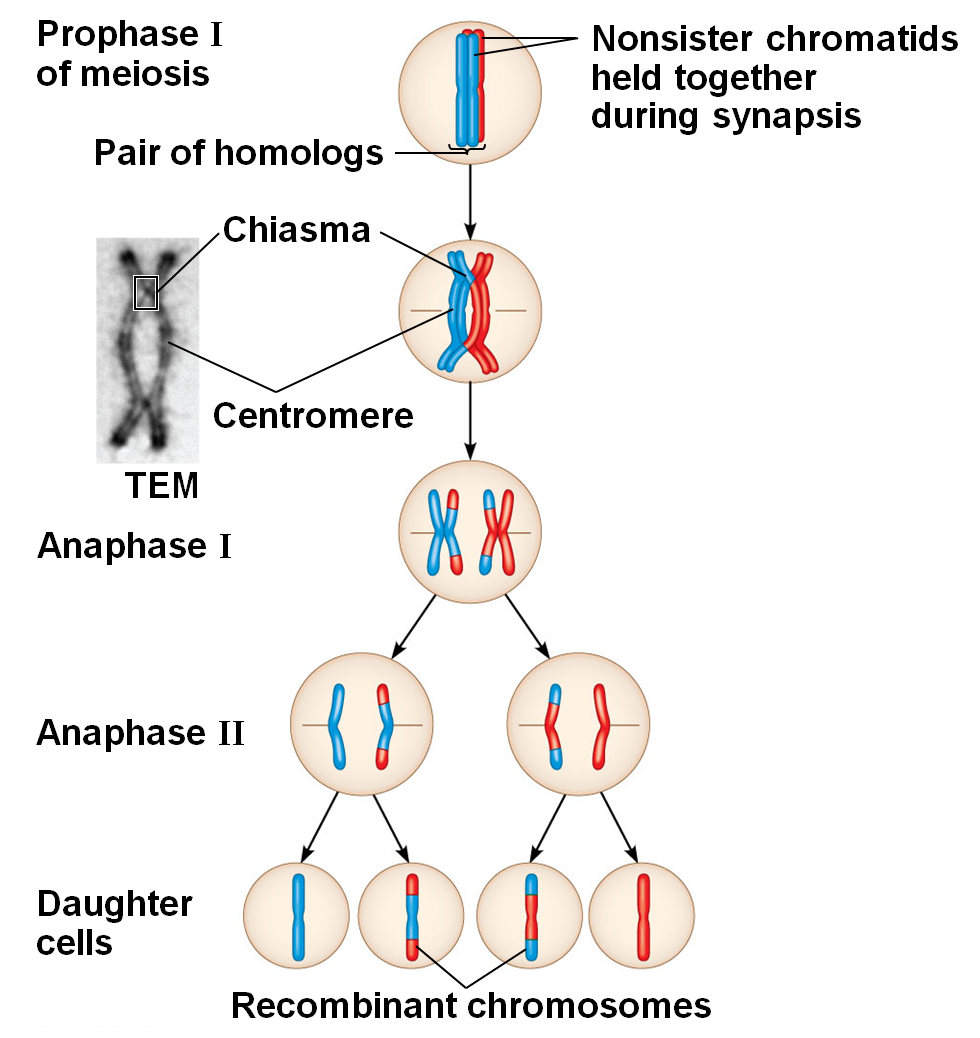 Prophase I
of meiosis
Nonsister chromatids
held together
during synapsis
Pair of homologs
Chiasma
Centromere
TEM
Anaphase I
Anaphase II
Daughter
cells
Recombinant chromosomes